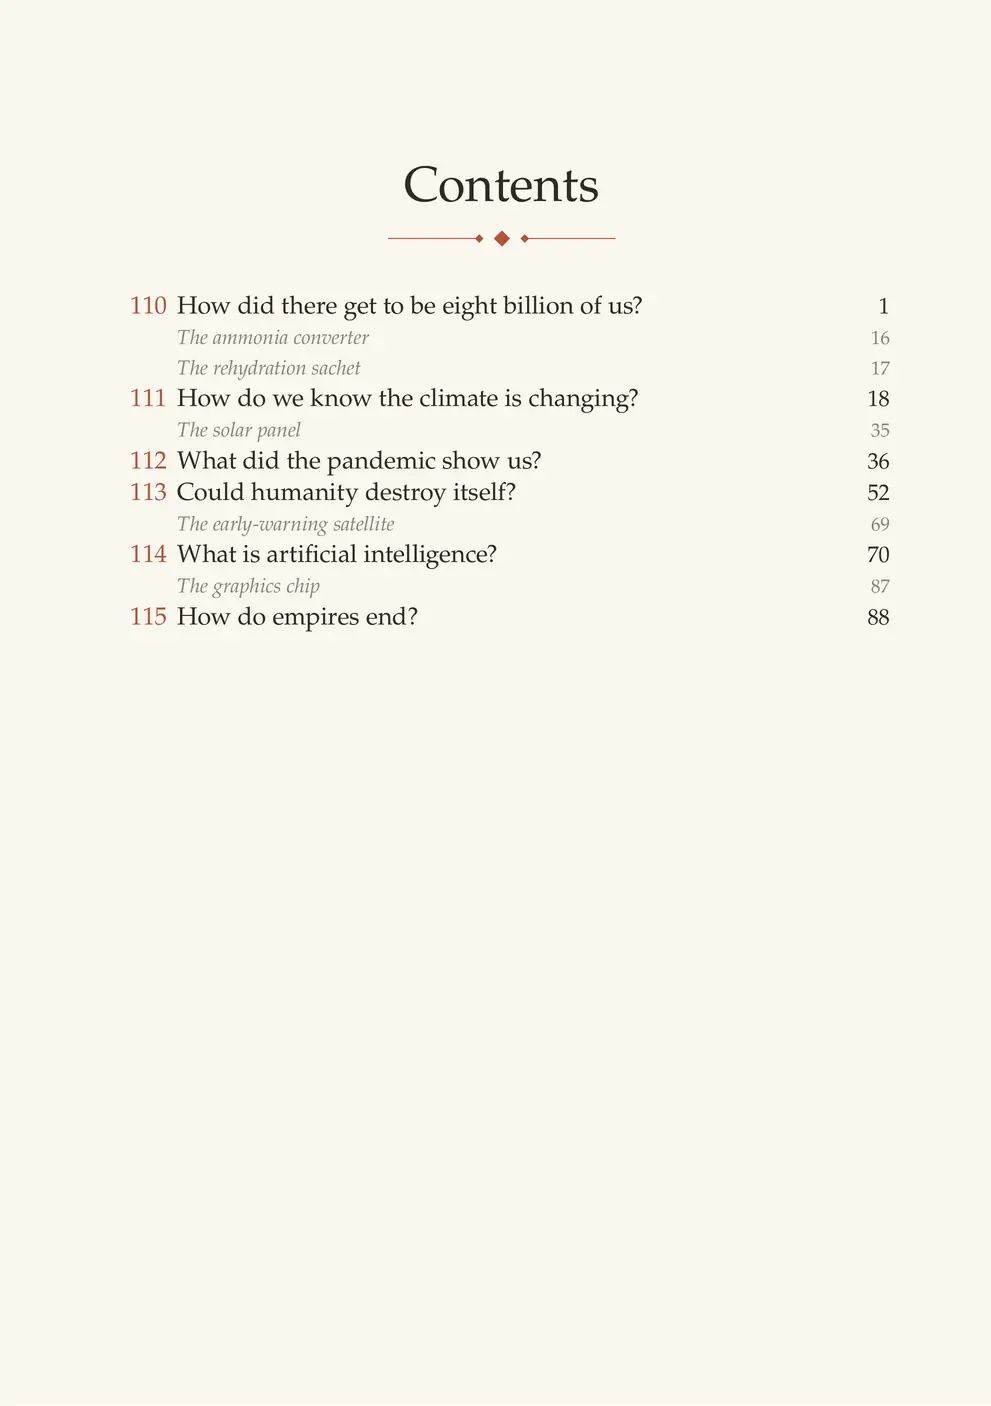 Contents
110 How did there get to be eight billion of us? 1
The ammonia converter 16
The rehydration sachet 17
111 How do we know the climate is changing? 18
The solar panel 35
112 What did the pandemic show us? 36
113 Could humanity destroy itself? 52
The early-warning satellite 69
114 What is artificial intelligence? 70
The graphics chip 87
115 How do empires end? 88